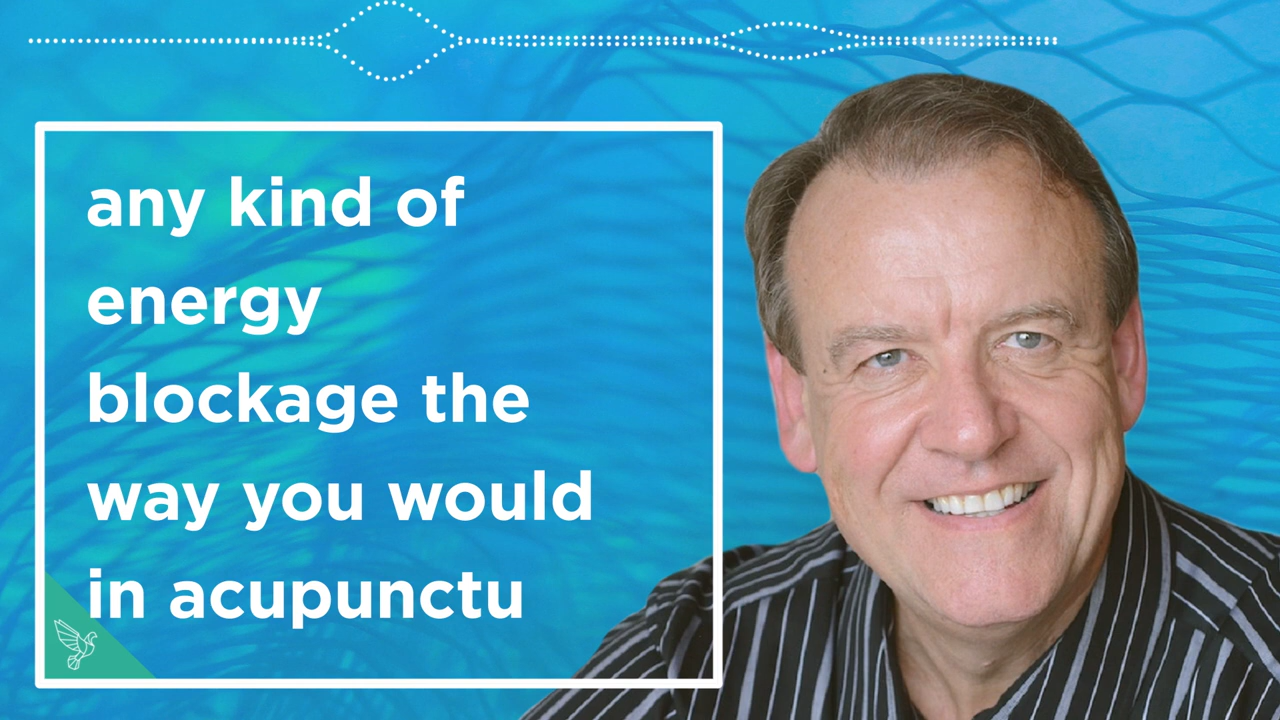 any kind of
energy
blockage the
way you would
in acupunctu